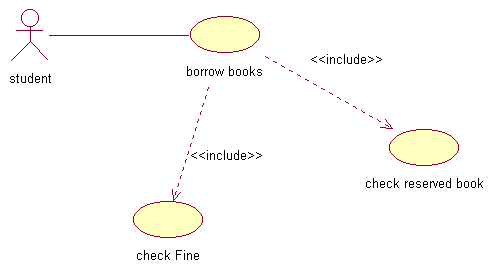 <<include>>
borrow books
student
<<include>>
check reserved book
check Fine